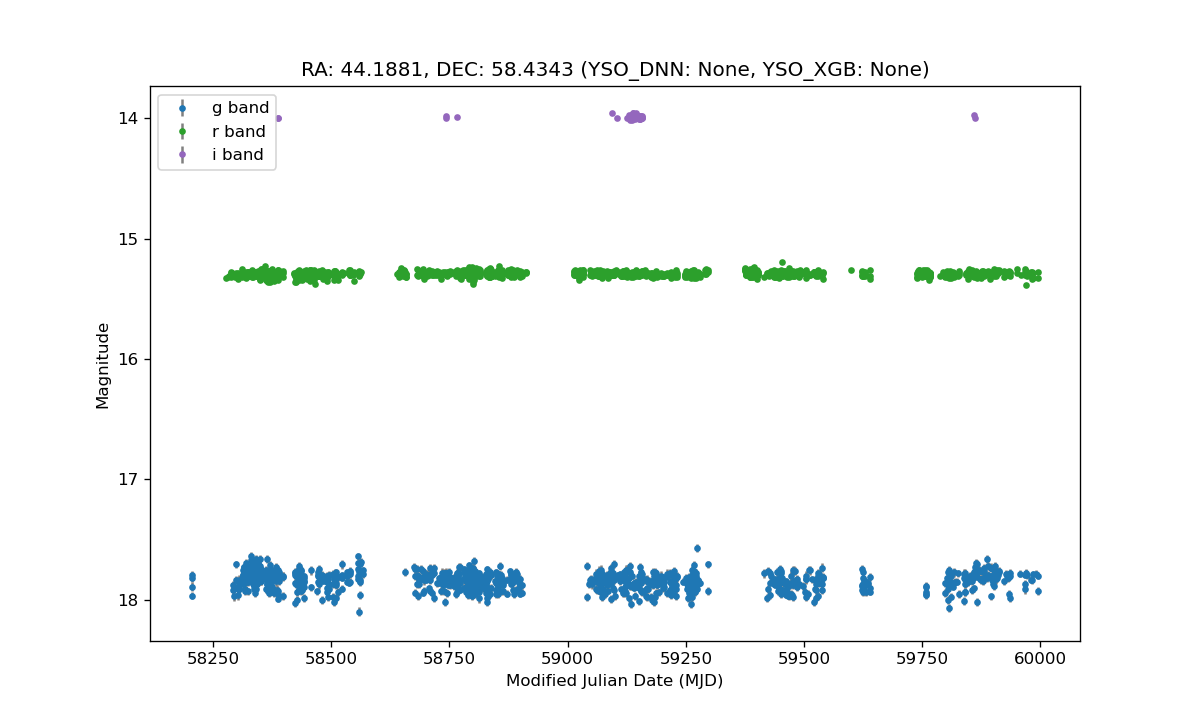 RA: 44.1881, DEC: 58.4343 (YSO_DNN: None, YSO_XGB: None)
g band
r band
i band
14
15
16
17
18
Magnitude
58250 58500 58750 59000 59250 59500 59750 60000
Modified Julian Date (MJD)